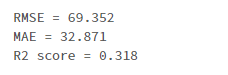 RMSE = 69.352
MAE = 32.871
R2 score = 0.318